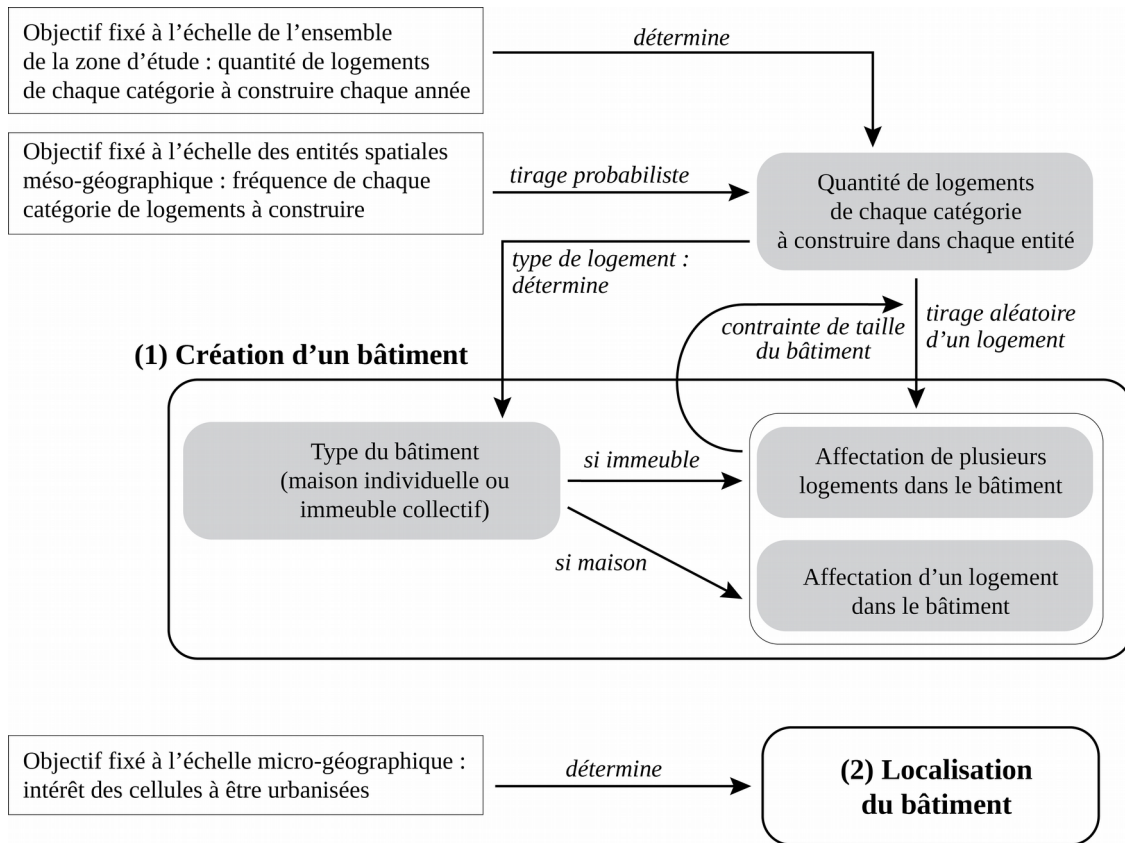 Objectif fixé à l'échelle de l'ensemble
de la zone d'étude : quantité de logements
de chaque catégorie à construire chaque année
détermine
Objectif fixé à l'échelle des entités spatiales
méso-géographique : fréquence de chaque
catégorie de logements à construire
tirage probabiliste
Quantité de logements
de chaque catégorie
à construire dans chaque entité
type de logement :
détermine
contrainte de taille
du bâtiment
tirage aléatoire
d'un logement
(1) Création d'un bâtiment
Type du bâtiment
(maison individuelle ou
immeuble collectif)
si immeuble
si maison
Affectation de plusieurs
logements dans le bâtiment
Affectation d'un logement
dans le bâtiment
Objectif fixé à l'échelle micro-géographique :
intérêt des cellules à être urbanisées
détermine
(2) Localisation
du bâtiment